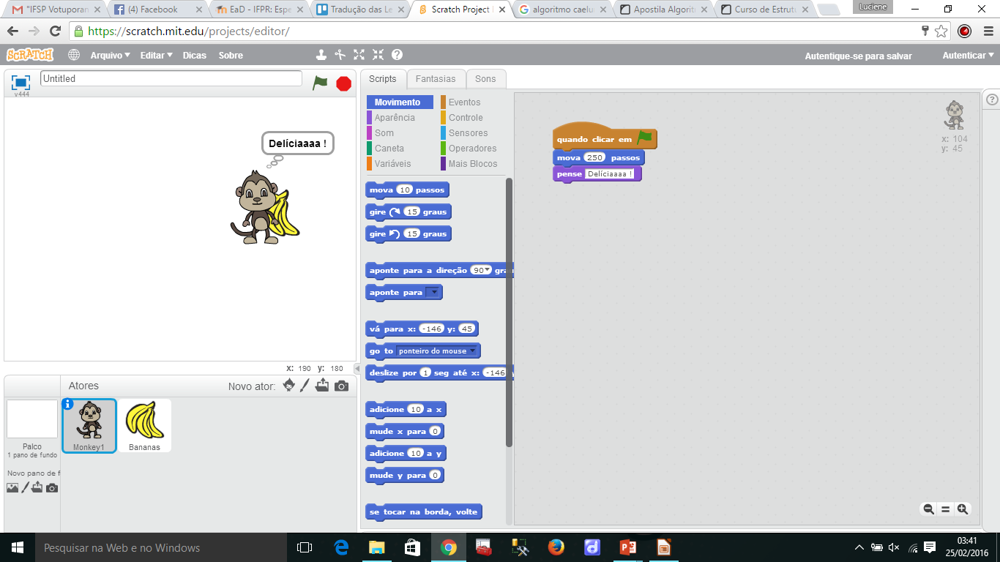 "IFSP Votuporan
(4) Facebook
EaD - IFPR: Espe
Tradução das Le
Scratch Project
algoritmo caelu
Apostila Algorit
Curso de Estrut
Luciene
https://scratch.mit.edu/projects/editor/
SCRATCH
Arquivo
Editar
Dicas
Sobre
Autentique-se para salvar
Autenticar
Untitled
v444
Scripts
Fantasias
Sons
Movimento
Aparência
Som
Caneta
Variáveis
Eventos
Controle
Sensores
Operadores
Mais Blocos
Delíciaaaa !
mova 10 passos
gire 15 graus
gire 15 graus
aponte para a direção 90 gra
aponte para
vá para x: -146 y: 45
go to ponteiro do mouse
deslize por 1 seg até x: -146 y
adicione 10 a x
mude x para 0
adicione 10 a y
mude y para 0
se tocar na borda, volte
quando clicar em
mova 250 passos
pense Delíciaaaa !
x: 104
y: 45
x: 190 y: 180
Atores
Novo ator:
Palco
1 pano de fundo
Novo pano de f
Monkey1
Bananas
Pesquisar na Web e no Windows
03:41
25/02/2016